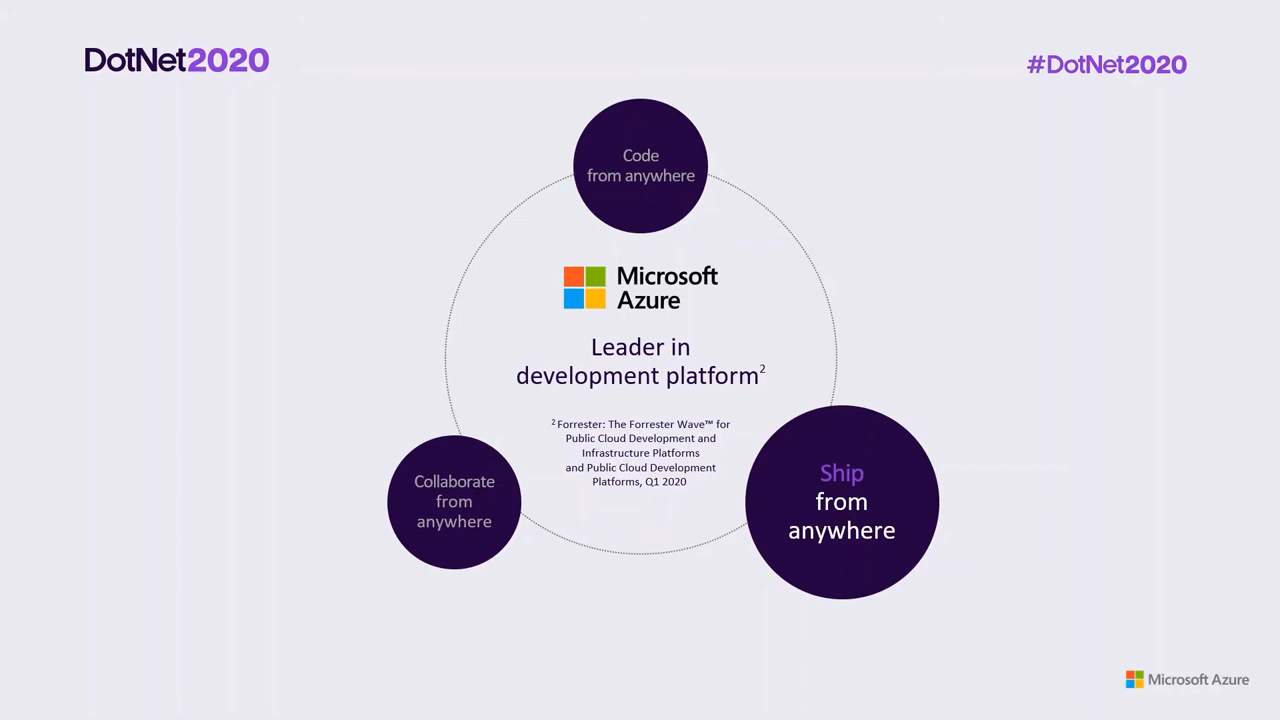 DotNet2020
#DotNet2020
Code
from anywhere
Microsoft
Azure
Leader in
development platform²
² Forrester: The Forrester Wave™ for
Public Cloud Development and
Infrastructure Platforms
and Public Cloud Development
Platforms, Q1 2020
Collaborate
from
anywhere
Ship
from
anywhere
Microsoft Azure